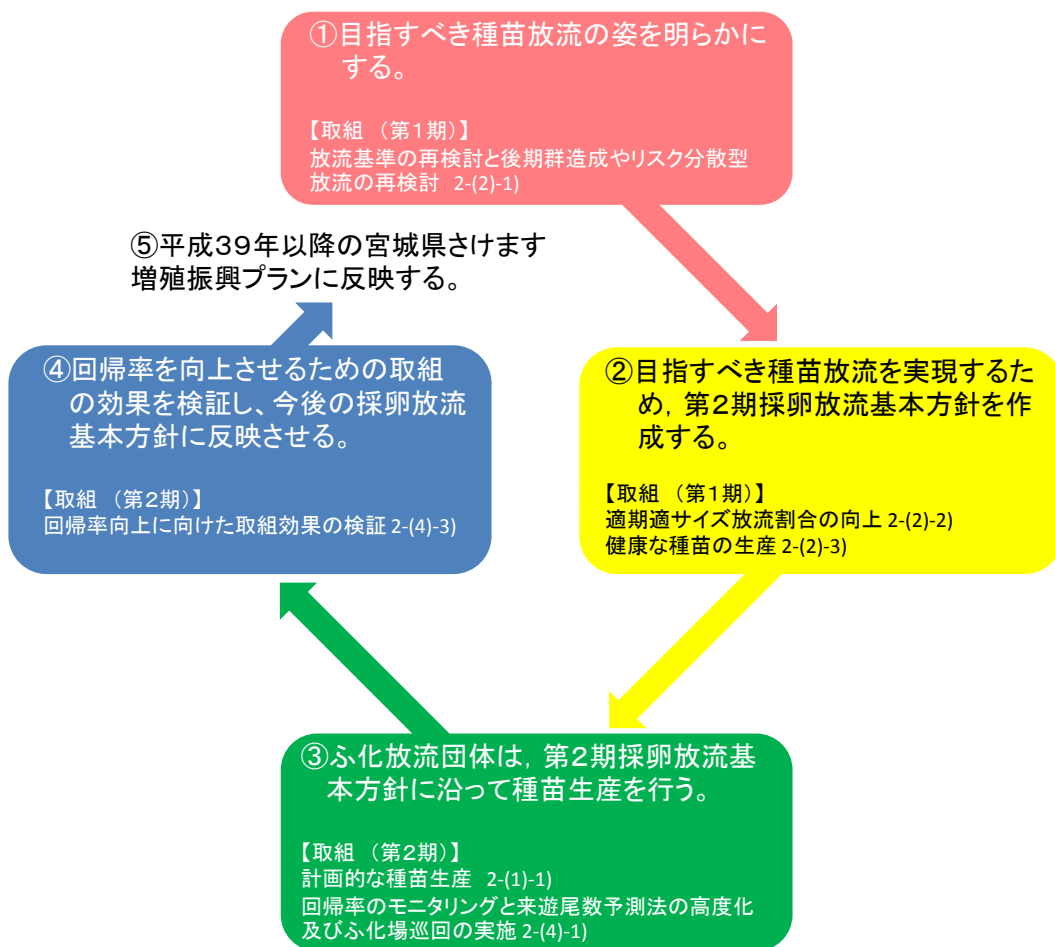 ①目指すべき種苗放流の姿を明らかに
する。
【取組 （第１期）】
放流基準の再検討と後期群造成やリスク分散型
放流の再検討 2-(2)-1)
②目指すべき種苗放流を実現するた
め，第２期採卵放流基本方針を作
成する。
【取組 （第１期）】
適期適サイズ放流割合の向上 2-(2)-2)
健康な種苗の生産 2-(2)-3)
③ふ化放流団体は，第２期採卵放流基
本方針に沿って種苗生産を行う。
【取組 （第２期）】
計画的な種苗生産 2-(1)-1)
回帰率のモニタリングと来遊尾数予測法の高度化
及びふ化場巡回の実施 2-(4)-1)
④回帰率を向上させるための取組
の効果を検証し、今後の採卵放流
基本方針に反映させる。
【取組 （第２期）】
回帰率向上に向けた取組効果の検証 2-(4)-3)
⑤平成３９年以降の宮城県さけます
増殖振興プランに反映する。